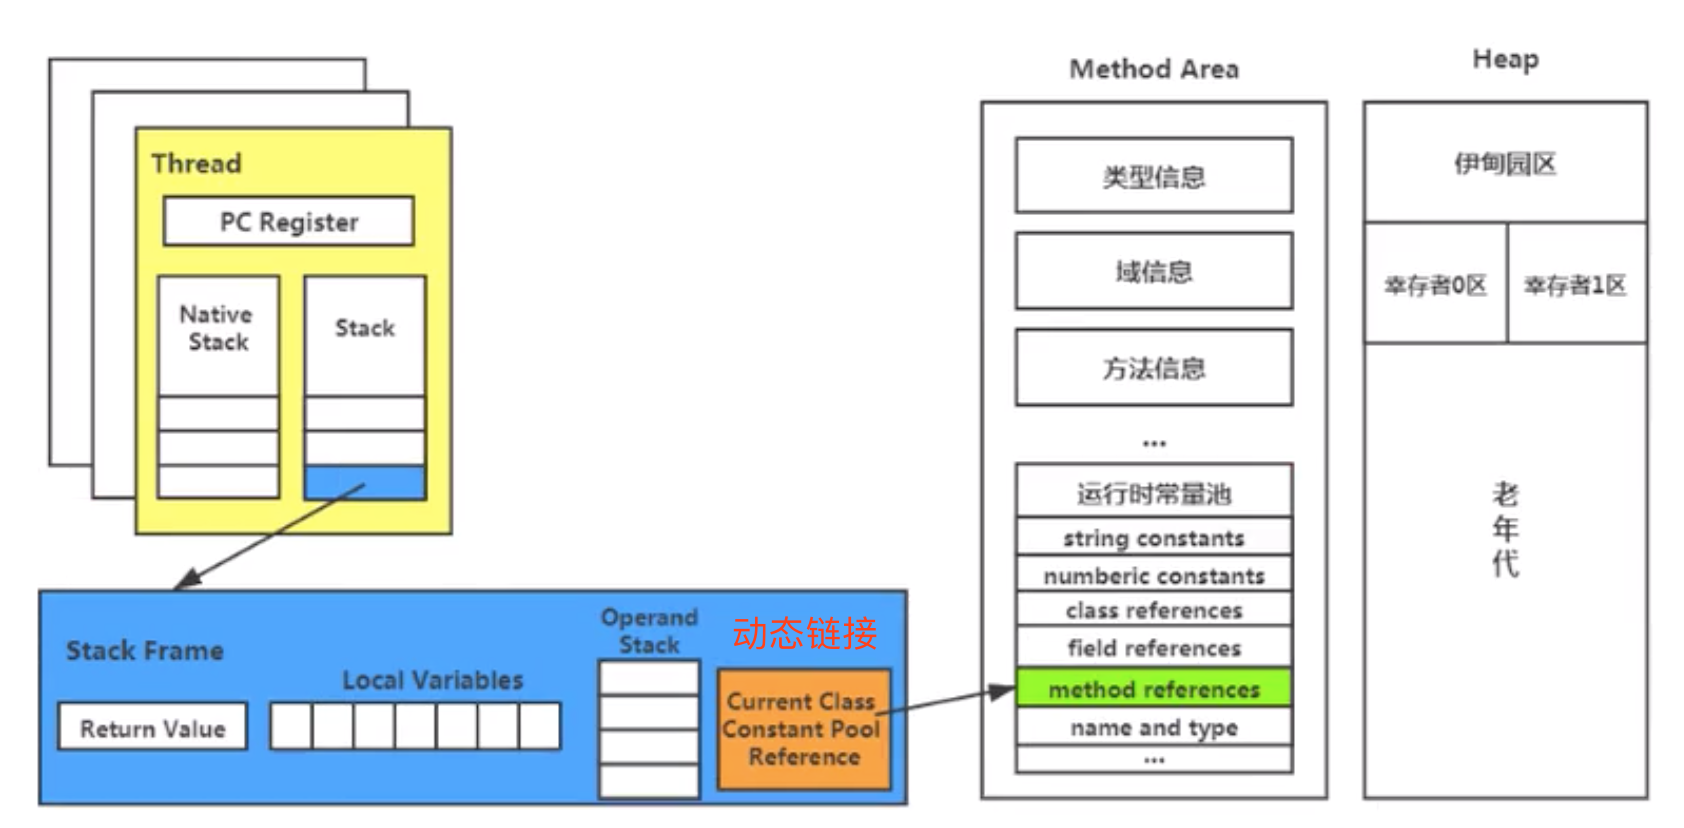 Thread
PC Register
Native
Stack
Stack
Stack Frame
Return Value
Local Variables
Operand
Stack
动态链接
Current Class
Constant Pool
Reference
Method Area
类型信息
域信息
方法信息
...
运行时常量池
string constants
numberic constants
class references
field references
method references
name and type
...
Heap
伊甸园区
幸存者0区
幸存者1区
老
年
代